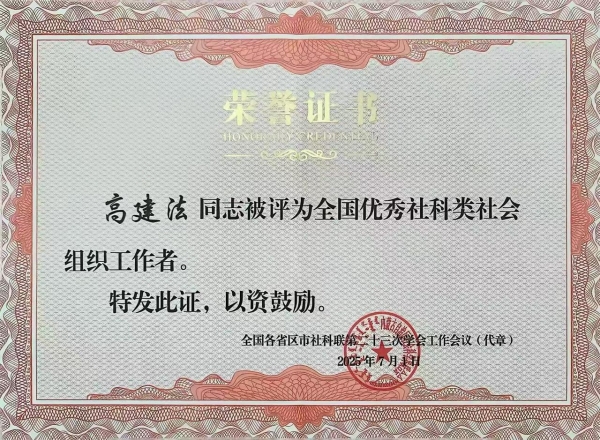 荣誉证书
HONORARY CREDENTIAL
高建法同志被评为全国优秀社科类社会
组织工作者。
特发此证，以资鼓励。
全国各省区市社科联第二十三次学会工作会议（代章）
2025年7月1日